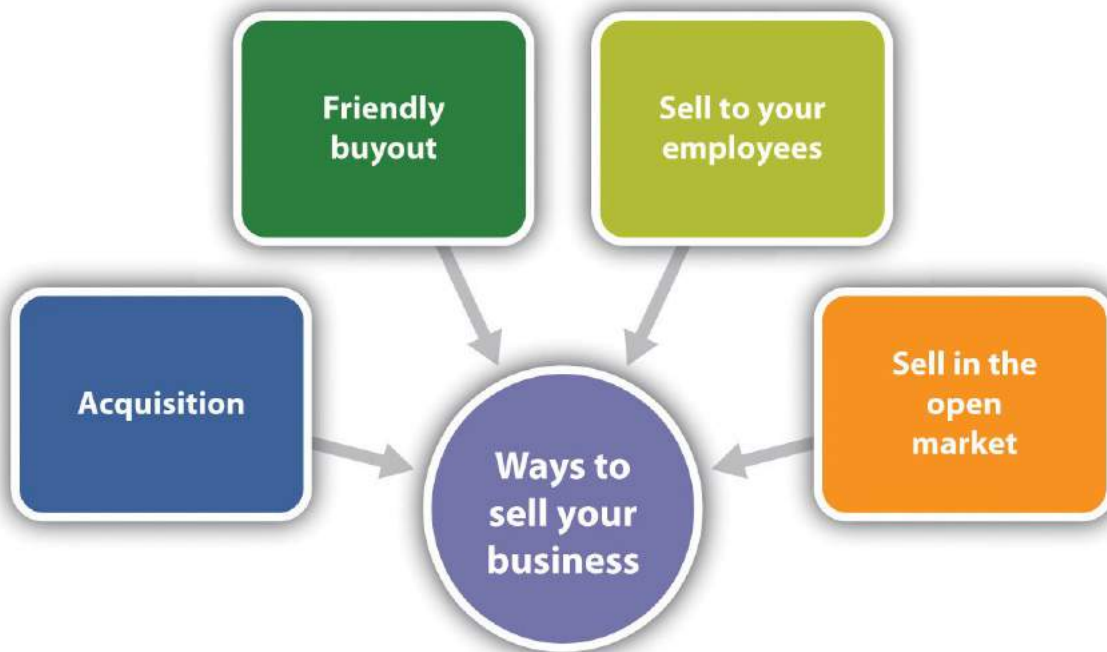 Friendly
buyout
Sell to your
employees
Acquisition
Sell in the
open
market
Ways to
sell your
business